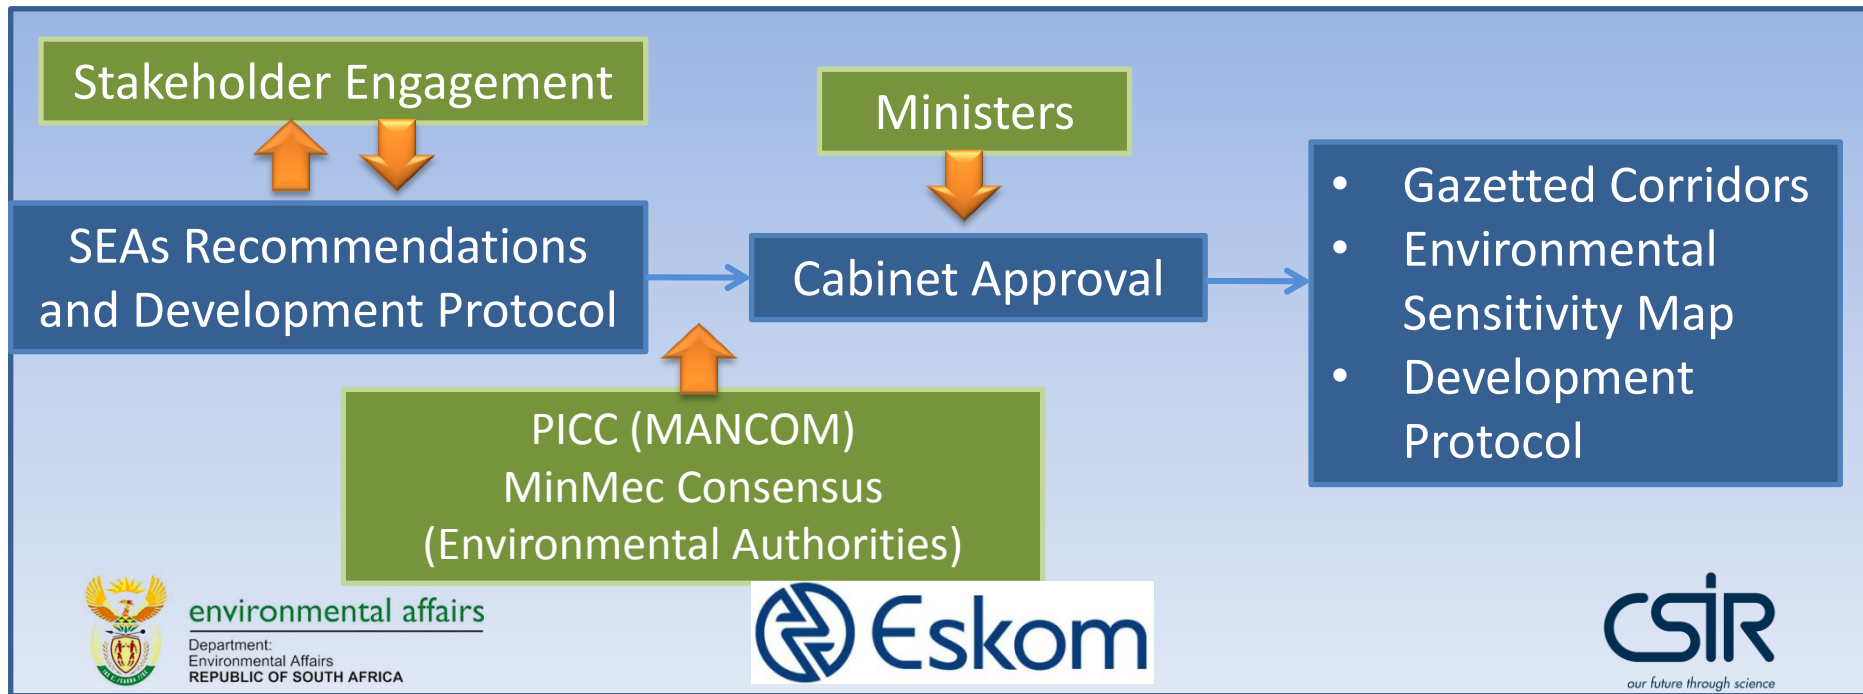 Stakeholder Engagement
Ministers
SEAs Recommendations
and Development Protocol
Cabinet Approval
• Gazetted Corridors
• Environmental
Sensitivity Map
• Development
Protocol
PICC (MANCOM)
MinMec Consensus
(Environmental Authorities)
environmental affairs
Department:
Environmental Affairs
REPUBLIC OF SOUTH AFRICA
Eskom
CSIR
our future through science